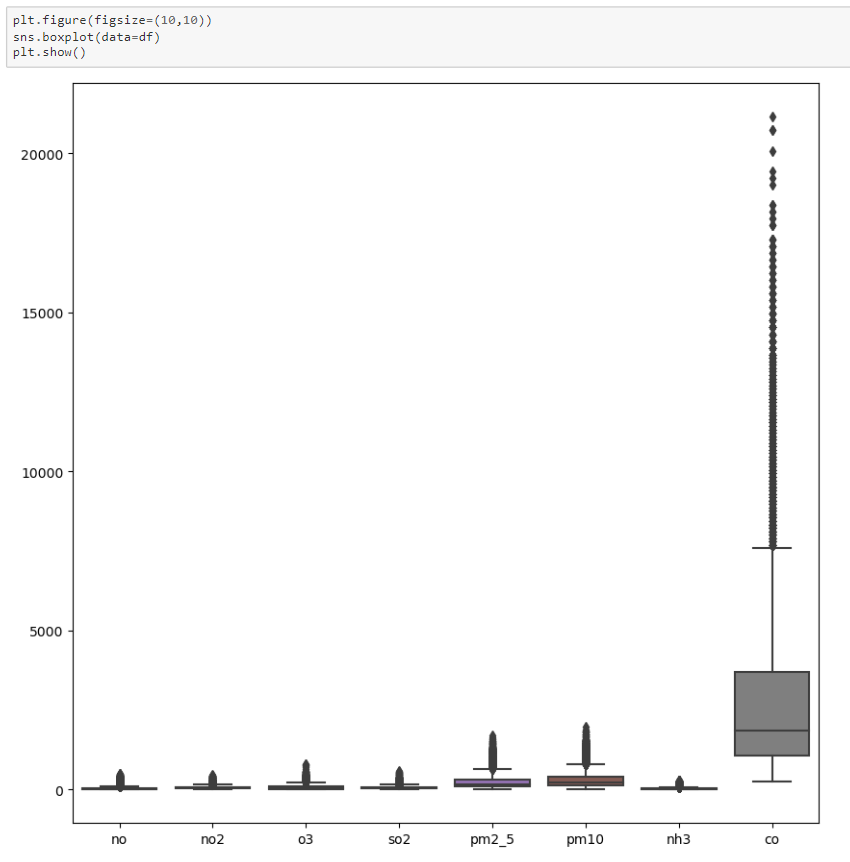 plt.figure(figsize=(10,10))
sns.boxplot(data=df)
plt.show()
20000
15000
10000
5000
0
no no2 o3 so2 pm2_5 pm10 nh3 co